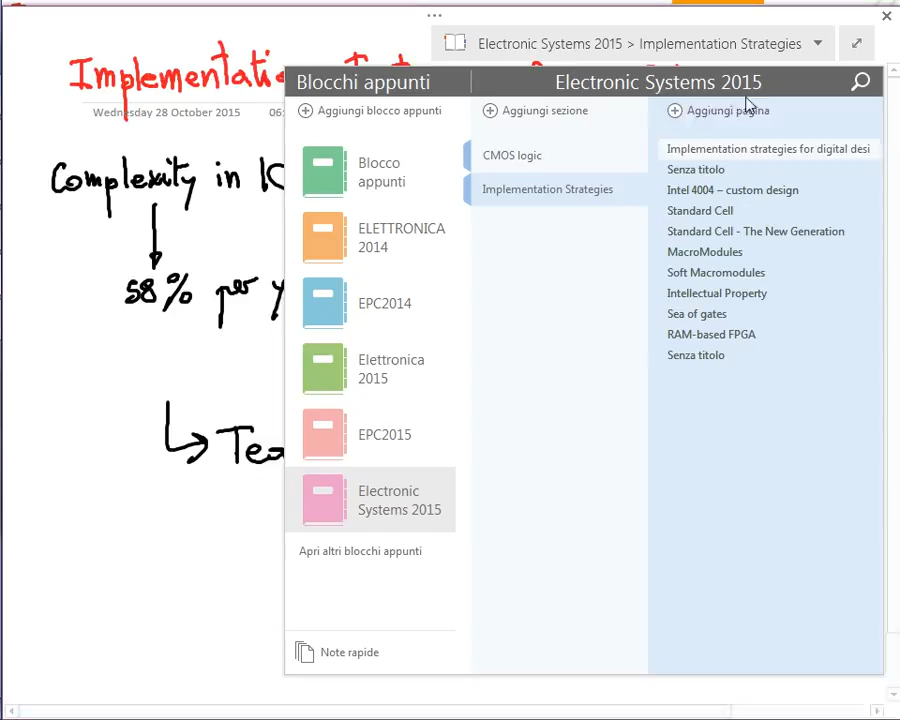 Electronic Systems 2015 > Implementation Strategies
Implementatio
Blocchi appunti
Electronic Systems 2015
Wednesday 28 October 2015
Aggiungi blocco appunti
Aggiungi sezione
Aggiungi pagina
Complexity in IC
58% per y
Blocco
appunti
ELETTRONICA
2014
EPC2014
Elettronica
2015
EPC2015
Electronic
Systems 2015
Apri altri blocchi appunti
Note rapide
CMOS logic
Implementation Strategies
Implementation strategies for digital desi
Senza titolo
Intel 4004 – custom design
Standard Cell
Standard Cell - The New Generation
MacroModules
Soft Macromodules
Intellectual Property
Sea of gates
RAM-based FPGA
Senza titolo